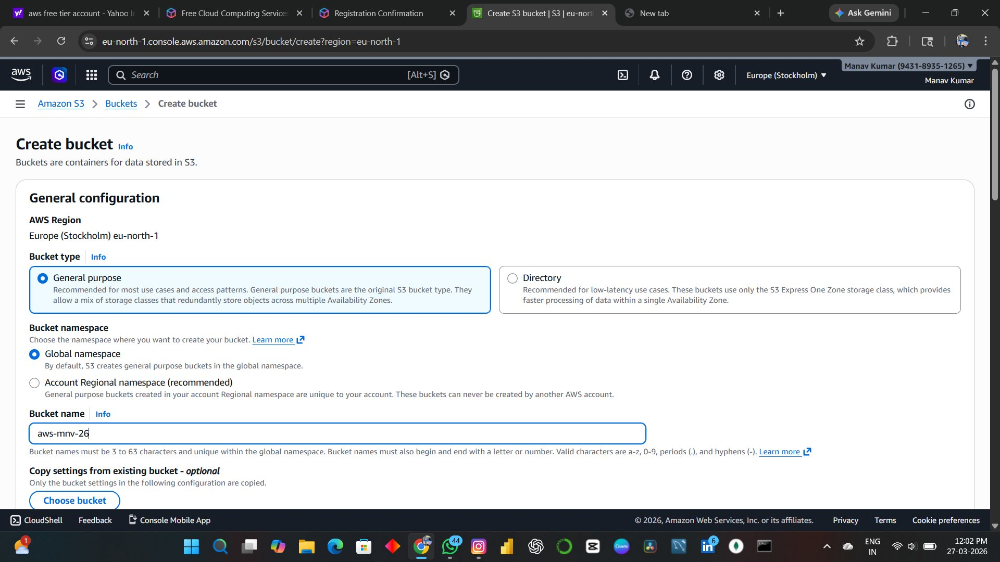 aws free tier account - Yahoo I
Free Cloud Computing Services
Registration Confirmation
Create S3 bucket | S3 | eu-nort
New tab
Ask Gemini
eu-north-1.console.aws.amazon.com/s3/bucket/create?region=eu-north-1
aws
Search
[Alt+S]
Europe (Stockholm)
Manav Kumar (9431-8935-1265)
Manav Kumar
Amazon S3
Buckets
Create bucket
Create bucket Info
Buckets are containers for data stored in S3.
General configuration
AWS Region
Europe (Stockholm) eu-north-1
Bucket type Info
General purpose
Recommended for most use cases and access patterns. General purpose buckets are the original S3 bucket type. They
allow a mix of storage classes that redundantly store objects across multiple Availability Zones.
Directory
Recommended for low-latency use cases. These buckets use only the S3 Express One Zone storage class, which provides
faster processing of data within a single Availability Zone.
Bucket namespace
Choose the namespace where you want to create your bucket. Learn more
Global namespace
By default, S3 creates general purpose buckets in the global namespace.
Account Regional namespace (recommended)
General purpose buckets created in your account Regional namespace are unique to your account. These buckets can never be created by another AWS account.
Bucket name Info
aws-mnv-26
Bucket names must be 3 to 63 characters and unique within the global namespace. Bucket names must also begin and end with a letter or number. Valid characters are a-z, 0-9, periods (.), and hyphens (-). Learn more
Copy settings from existing bucket - optional
Only the bucket settings in the following configuration are copied.
Choose bucket
CloudShell
Feedback
Console Mobile App
© 2026, Amazon Web Services, Inc. or its affiliates.
Privacy
Terms
Cookie preferences
1
44
Canva
6
ENG
IN
12:02 PM
27-03-2026